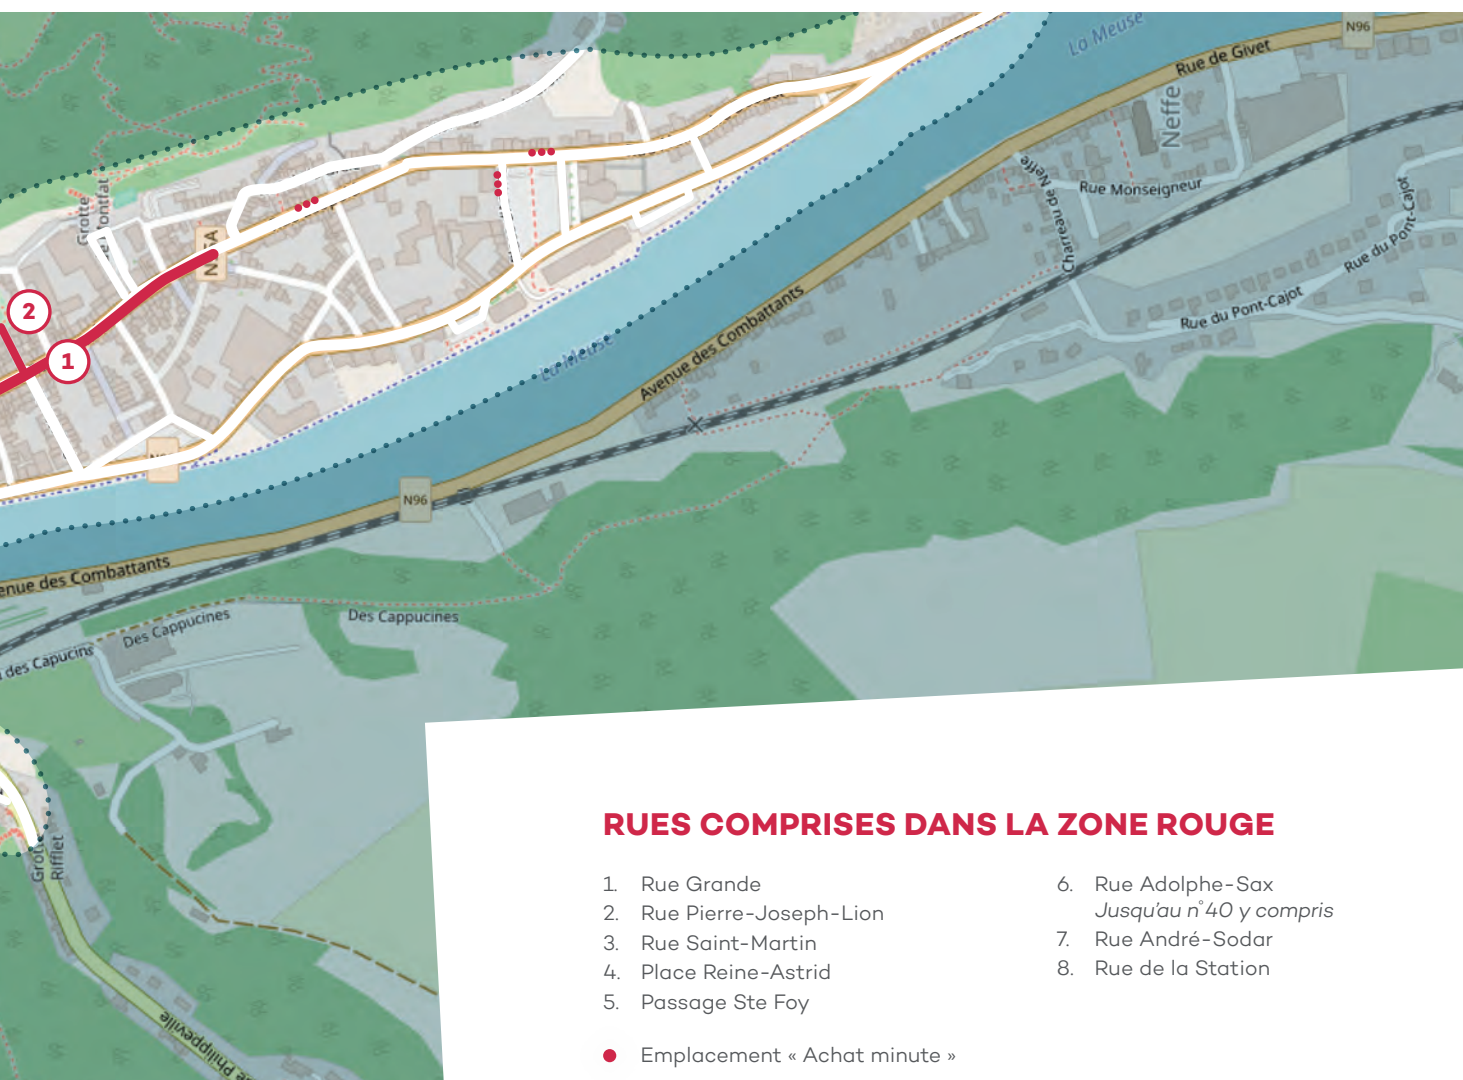 La Meuse
N96
Rue de Givet
Neffe
Rue Monseigneur
Charreau de Neffe
Rue du Pont-Cajot
Rue du Pont-Cajot
Grotte
Montfat
2
1
La Meuse
Avenue des Combattants
N96
enue des Combattants
Des Cappucines
Des Cappucines
des Capucins
Rifflet
Philippeville
RUES COMPRISES DANS LA ZONE ROUGE
1. Rue Grande
2. Rue Pierre-Joseph-Lion
3. Rue Saint-Martin
4. Place Reine-Astrid
5. Passage Ste Foy
6. Rue Adolphe-Sax
Jusqu'au n°40 y compris
7. Rue André-Sodar
8. Rue de la Station
Emplacement « Achat minute »